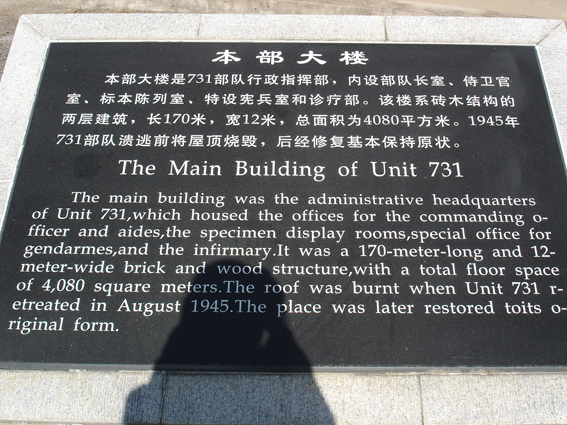 本部大楼
本部大楼是731部队行政指挥部，内设部队长室、侍卫官
室、标本陈列室、特设宪兵室和诊疗部。该楼系砖木结构的
两层建筑，长170米，宽12米，总面积为4080平方米。1945年
731部队溃逃前将屋顶烧毁，后经修复基本保持原状。
The Main Building of Unit 731
The main building was the administrative headquarters
of Unit 731,which housed the offices for the commanding o-
fficer and aides,the specimen display rooms,special office for
gendarmes,and the infirmary.It was a 170-meter-long and 12-
meter-wide brick and wood structure,with a total floor space
of 4,080 square meters.The roof was burnt when Unit 731 r-
etreated in August 1945.The place was later restored toits o-
riginal form.